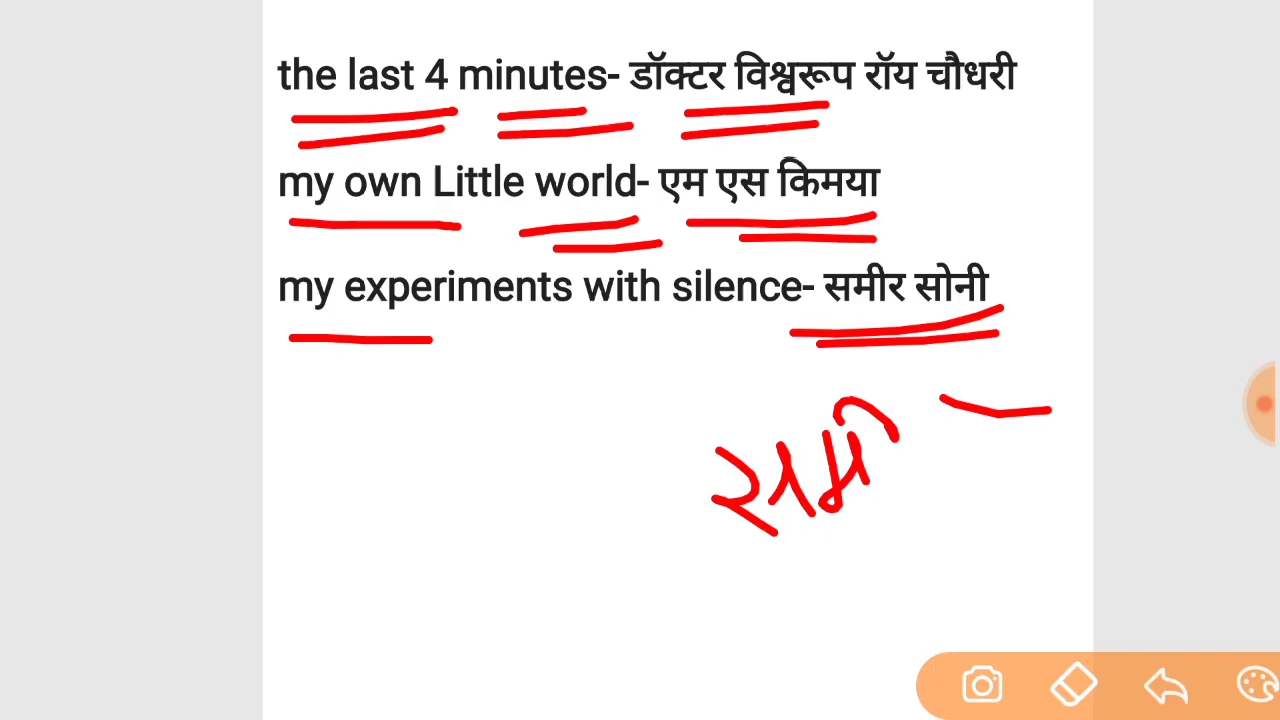 the last 4 minutes- डॉक्टर विश्वरूप रॉय चौधरी
my own Little world- एम एस किमया
my experiments with silence- समीर सोनी
समी